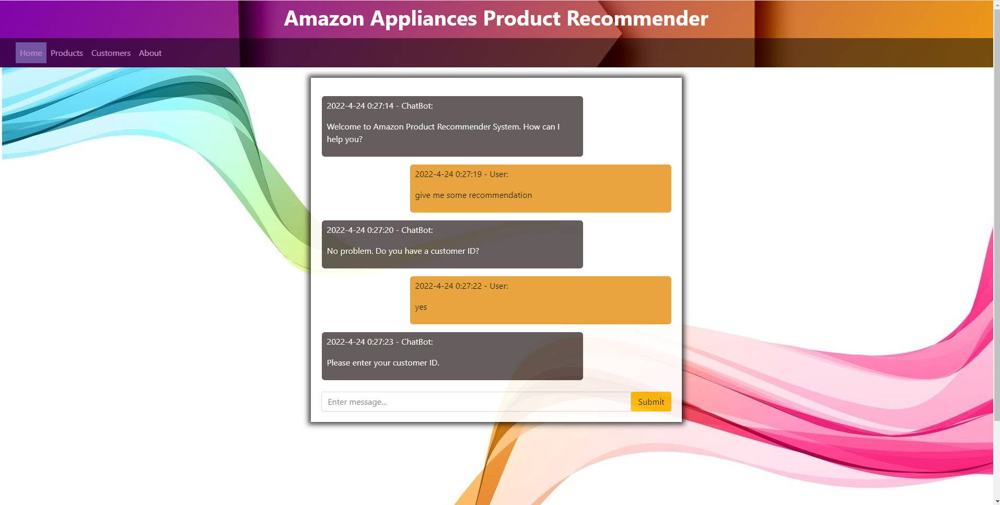 Amazon Appliances Product Recommender
Home Products Customers About
2022-4-24 0:27:14 - ChatBot:
Welcome to Amazon Product Recommender System. How can I
help you?
2022-4-24 0:27:19 - User:
give me some recommendation
2022-4-24 0:27:20 - ChatBot:
No problem. Do you have a customer ID?
2022-4-24 0:27:22 - User:
yes
2022-4-24 0:27:23 - ChatBot:
Please enter your customer ID.
Enter message... Submit